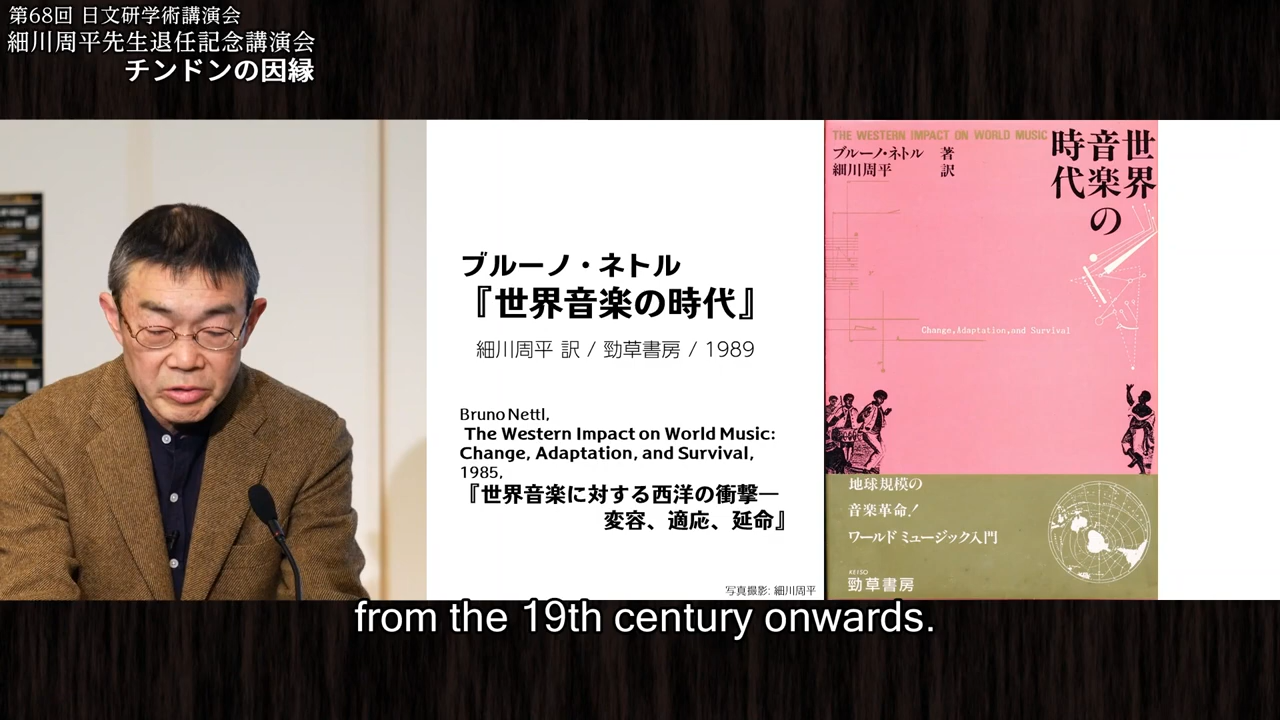 第68回 日文研学術講演会
細川周平先生退任記念講演会
チンドンの因縁
ブルーノ・ネトル
『世界音楽の時代』
細川周平 訳 / 勁草書房 / 1989
Bruno Nettl,
The Western Impact on World Music:
Change, Adaptation, and Survival,
1985,
『世界音楽に対する西洋の衝撃―
変容、適応、延命』
写真撮影: 細川周平
THE WESTERN IMPACT ON WORLD MUSIC
ブルーノ・ネトル 著
細川周平 訳
世界
音楽の
時代
Change,Adaptation,and Survival
地球規模の
音楽革命!
ワールド ミュージック入門
KEISO
勁草書房
from the 19th century onwards.